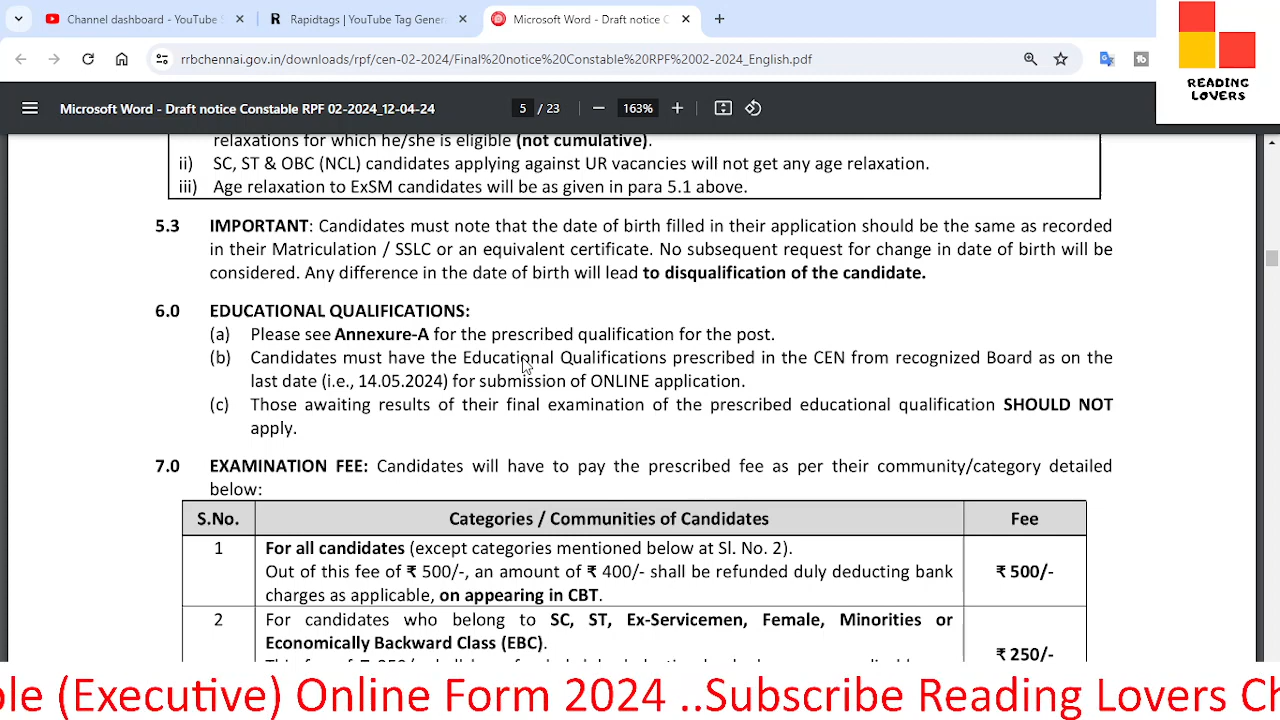 Channel dashboard - YouTube S
Rapidtags | YouTube Tag Gener
Microsoft Word - Draft notice C
rrbchennai.gov.in/downloads/rpf/cen-02-2024/Final%20notice%20Constable%20RPF%2002-2024_English.pdf
READING
LOVERS
Microsoft Word - Draft notice Constable RPF 02-2024_12-04-24
5 / 23
163%
relaxations for which he/she is eligible (not cumulative).
ii) SC, ST & OBC (NCL) candidates applying against UR vacancies will not get any age relaxation.
iii) Age relaxation to ExSM candidates will be as given in para 5.1 above.
5.3 IMPORTANT: Candidates must note that the date of birth filled in their application should be the same as recorded
in their Matriculation / SSLC or an equivalent certificate. No subsequent request for change in date of birth will be
considered. Any difference in the date of birth will lead to disqualification of the candidate.
6.0 EDUCATIONAL QUALIFICATIONS:
(a) Please see Annexure-A for the prescribed qualification for the post.
(b) Candidates must have the Educational Qualifications prescribed in the CEN from recognized Board as on the
last date (i.e., 14.05.2024) for submission of ONLINE application.
(c) Those awaiting results of their final examination of the prescribed educational qualification SHOULD NOT
apply.
7.0 EXAMINATION FEE: Candidates will have to pay the prescribed fee as per their community/category detailed
below:
S.No. Categories / Communities of Candidates Fee
1 For all candidates (except categories mentioned below at Sl. No. 2).
Out of this fee of ₹ 500/-, an amount of ₹ 400/- shall be refunded duly deducting bank
charges as applicable, on appearing in CBT.
₹ 500/-
2 For candidates who belong to SC, ST, Ex-Servicemen, Female, Minorities or
Economically Backward Class (EBC).
₹ 250/-
ole (Executive) Online Form 2024 ..Subscribe Reading Lovers Ch